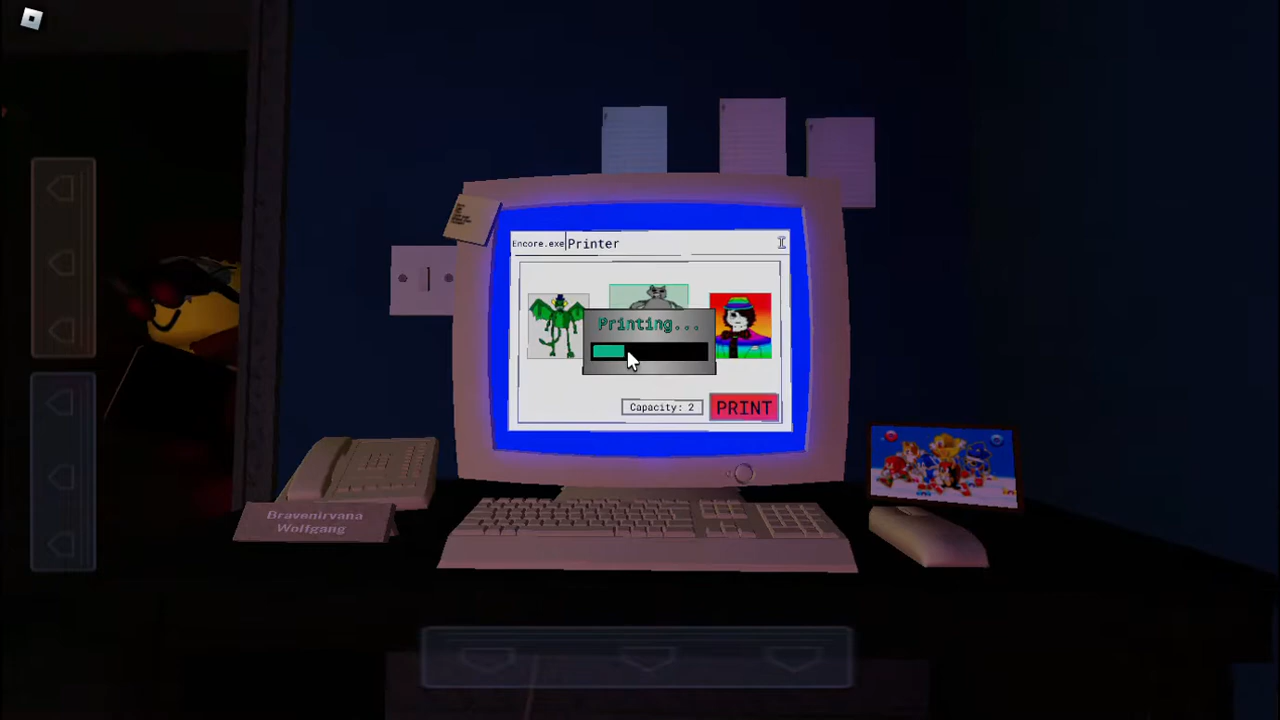 Encore.exe Printer
Printing...
Capacity: 2
PRINT
Bravenirvana
Wolfgang